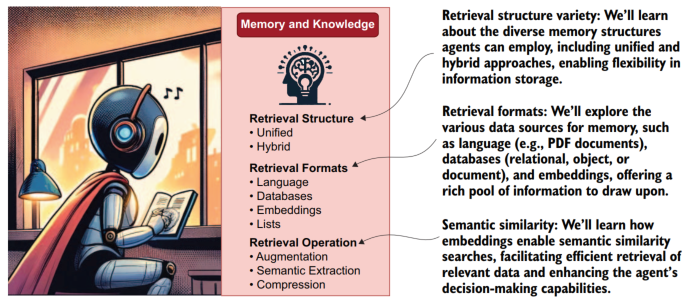 Memory and Knowledge
Retrieval Structure
• Unified
• Hybrid
Retrieval Formats
• Language
• Databases
• Embeddings
• Lists
Retrieval Operation
• Augmentation
• Semantic Extraction
• Compression
Retrieval structure variety: We’ll learn
about the diverse memory structures
agents can employ, including unified and
hybrid approaches, enabling flexibility in
information storage.
Retrieval formats: We’ll explore the
various data sources for memory, such
as language (e.g., PDF documents),
databases (relational, object, or
document), and embeddings, offering a
rich pool of information to draw upon.
Semantic similarity: We’ll learn how
embeddings enable semantic similarity
searches, facilitating efficient retrieval of
relevant data and enhancing the agent’s
decision-making capabilities.